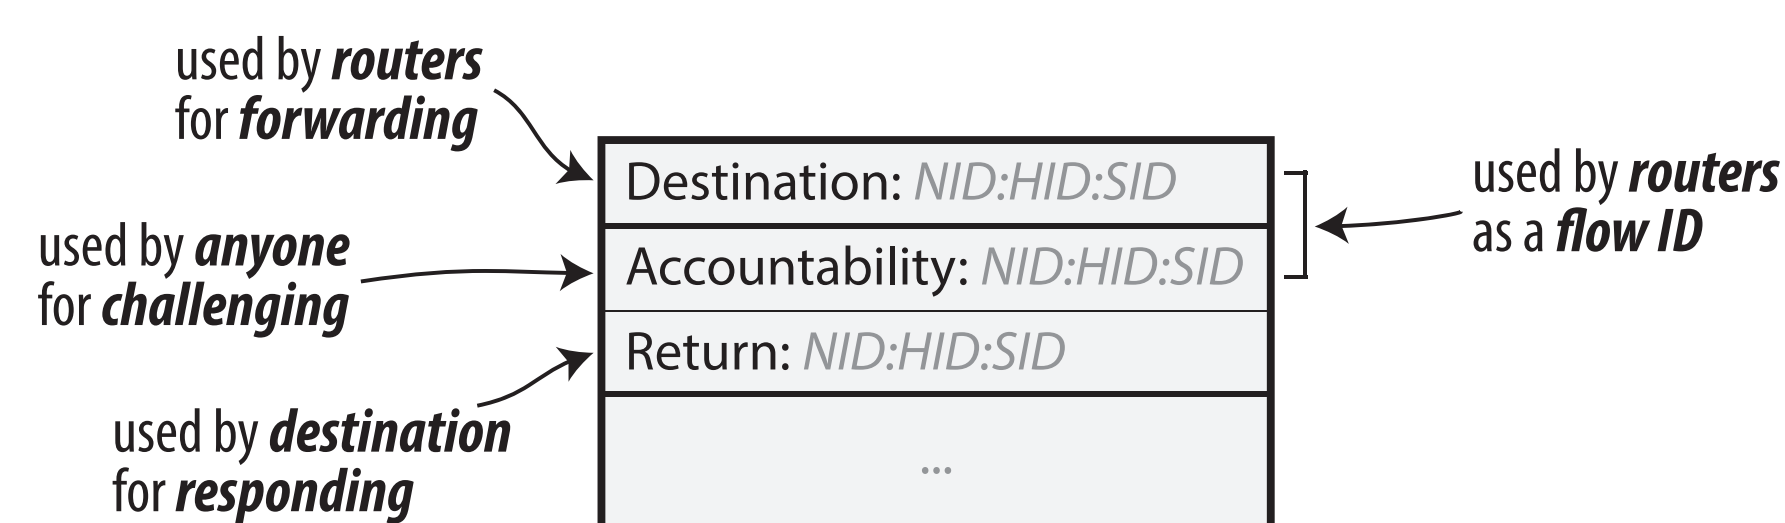 used by routers
for forwarding
Destination: NID:HID:SID
used by routers
as a flow ID
used by anyone
for challenging
Accountability: NID:HID:SID
Return: NID:HID:SID
used by destination
for responding
...